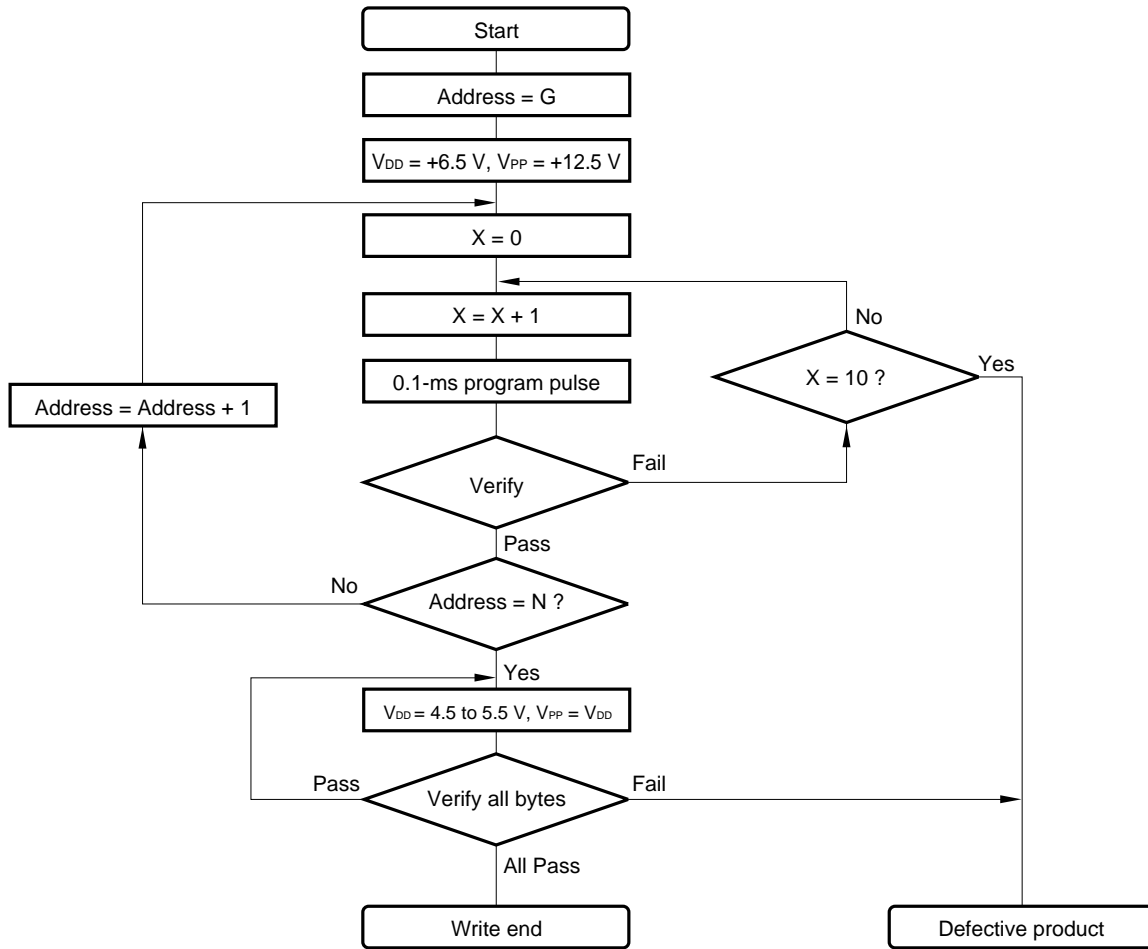 Start
Address = G
VDD = +6.5 V, VPP = +12.5 V
X = 0
X = X + 1
No
0.1-ms program pulse
X = 10 ?
Yes
Address = Address + 1
Verify
Fail
Pass
No
Address = N ?
Yes
VDD = 4.5 to 5.5 V, VPP = VDD
Pass
Verify all bytes
Fail
All Pass
Write end
Defective product